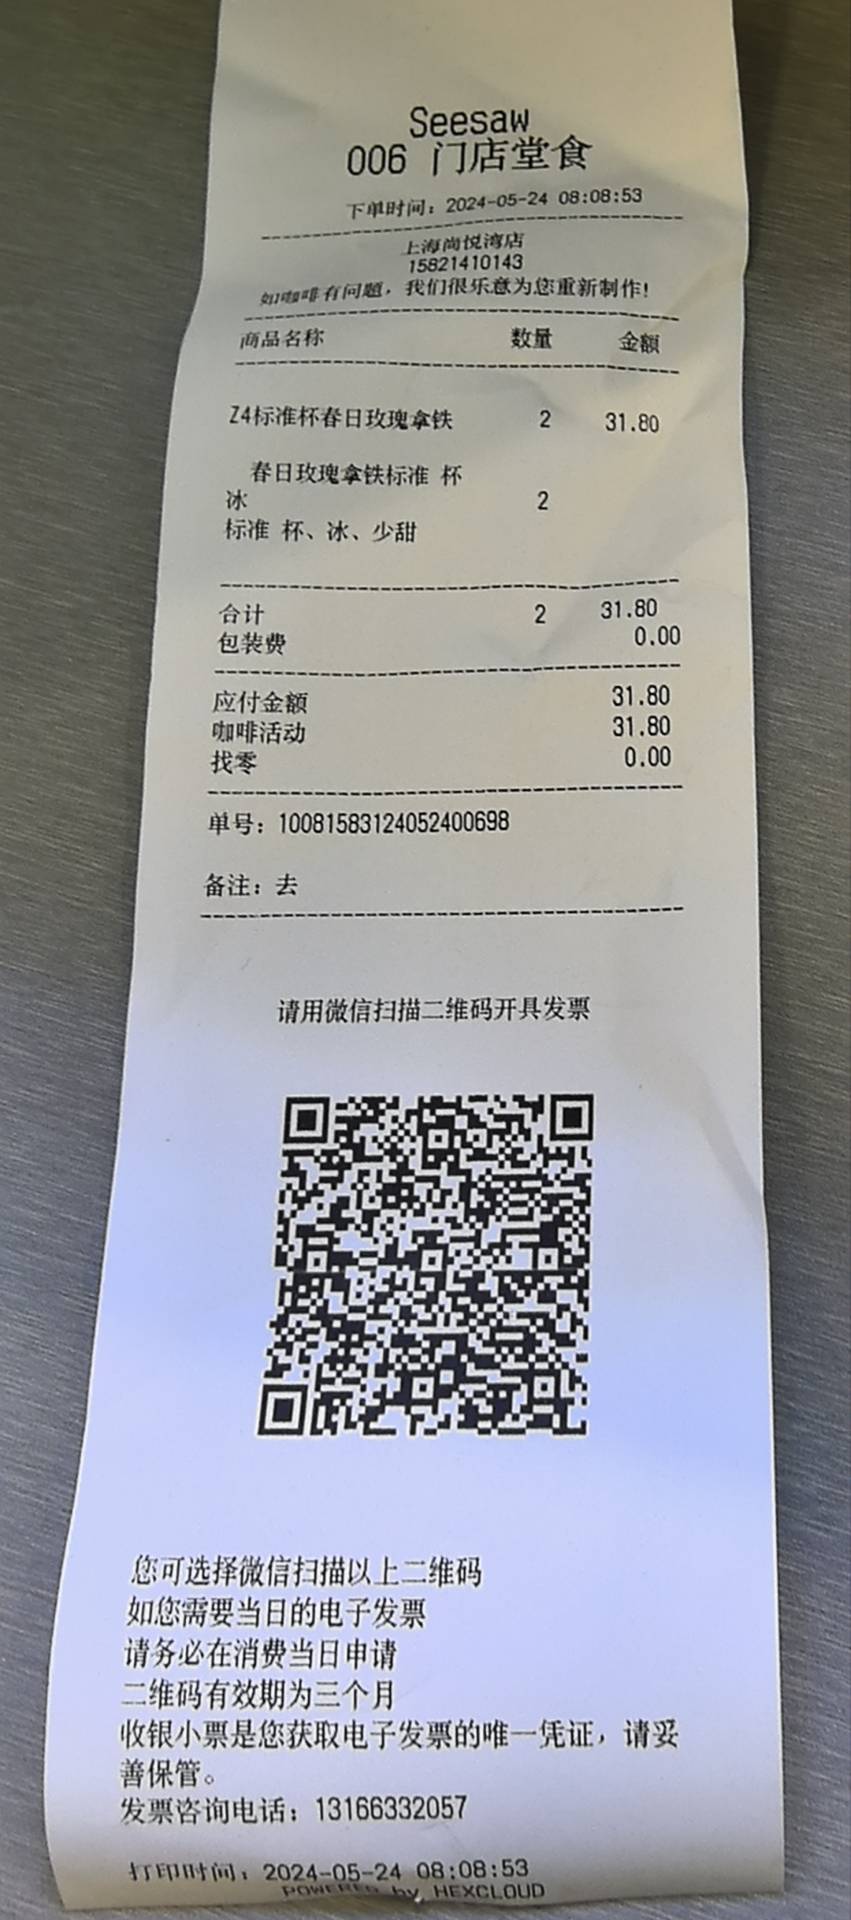 Seesaw
006 门店堂食
下单时间：2024-05-24 08:08:53
上海尚悦湾店
15821410143
如咖啡有问题，我们很乐意为您重新制作！
商品名称 数量 金额
Z4标准杯春日玫瑰拿铁 2 31.80
春日玫瑰拿铁标准 杯
冰 2
标准 杯、冰、少甜
合计 2 31.80
包装费 0.00
应付金额 31.80
咖啡活动 31.80
找零 0.00
单号：10081583124052400698
备注：去
请用微信扫描二维码开具发票
您可选择微信扫描以上二维码
如您需要当日的电子发票
请务必在消费当日申请
二维码有效期为三个月
收银小票是您获取电子发票的唯一凭证，请妥
善保管。
发票咨询电话：13166332057
打印时间：2024-05-24 08:08:53
POWERED by HEXCLOUD